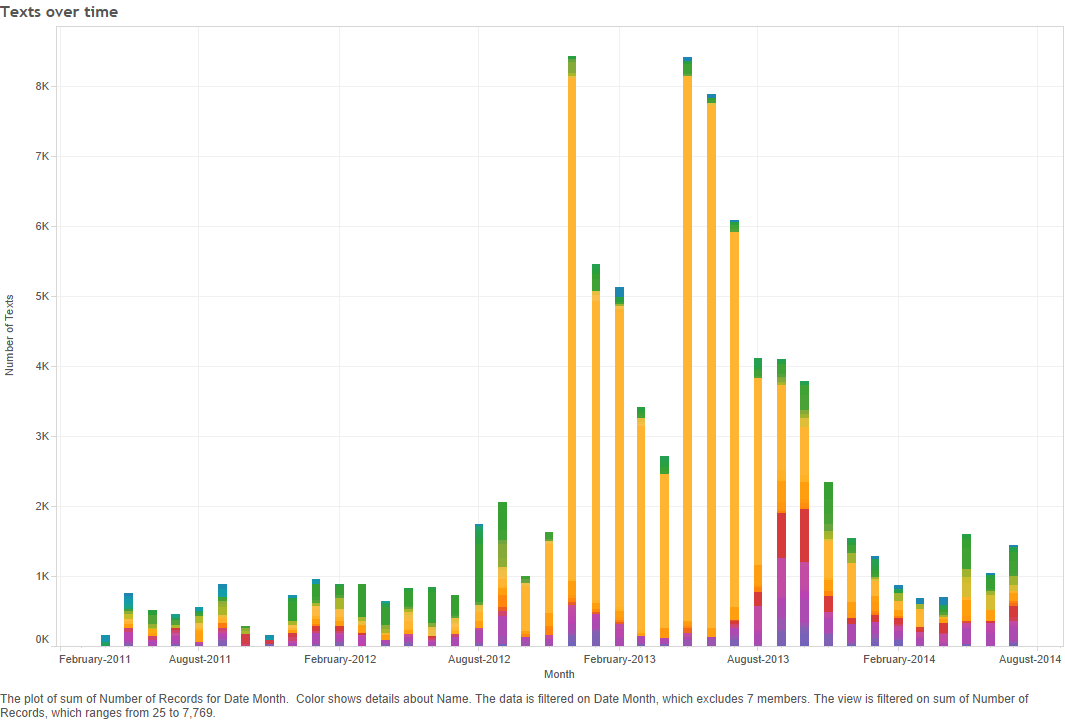 Texts over time
8K
7K
6K
5K
4K
3K
2K
1K
0K
Number of Texts
February-2011
August-2011
February-2012
August-2012
February-2013
August-2013
February-2014
August-2014
Month
The plot of sum of Number of Records for Date Month.  Color shows details about Name. The data is filtered on Date Month, which excludes 7 members. The view is filtered on sum of Number of
Records, which ranges from 25 to 7,769.